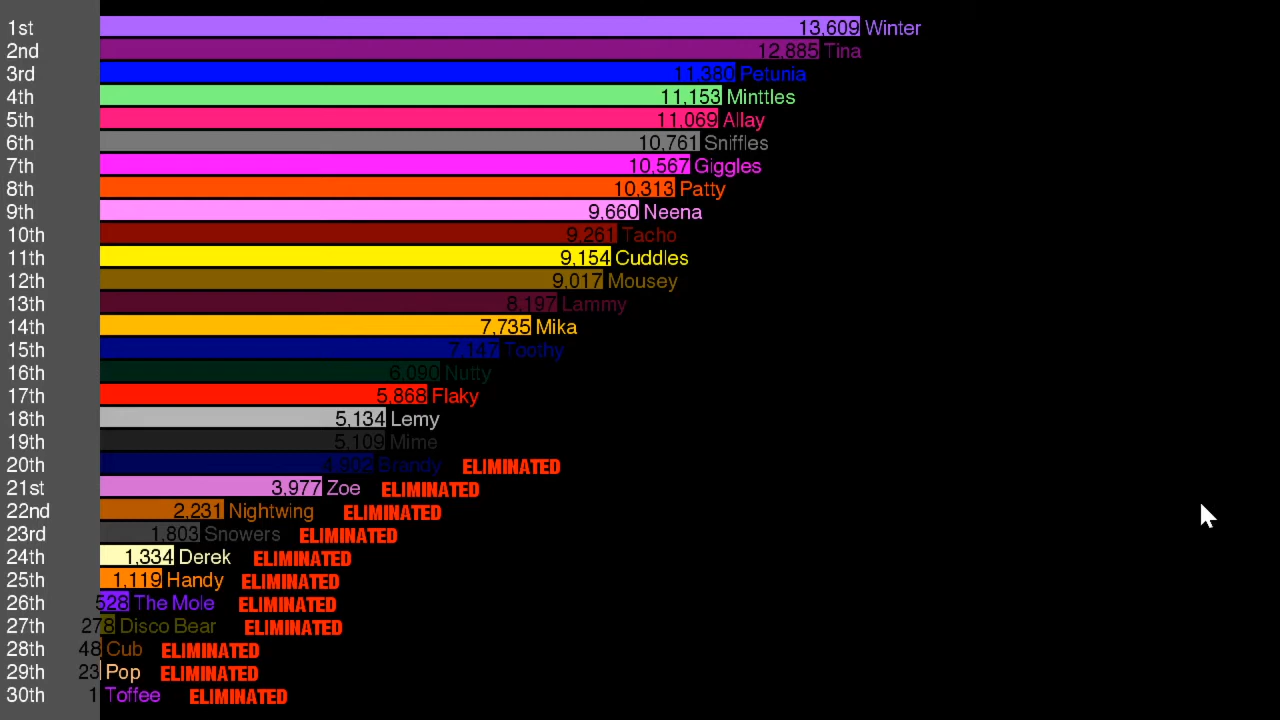 1st 13,609 Winter
2nd 12,885 Tina
3rd 11,380 Petunia
4th 11,153 Minttles
5th 11,069 Allay
6th 10,761 Sniffles
7th 10,567 Giggles
8th 10,313 Patty
9th 9,660 Neena
10th 9,261 Tacho
11th 9,154 Cuddles
12th 9,017 Mousey
13th 8,197 Lammy
14th 7,735 Mika
15th 7,147 Toothy
16th 6,090 Nutty
17th 5,868 Flaky
18th 5,134 Lemy
19th 5,109 Mime
20th 4,902 Brandy ELIMINATED
21st 3,977 Zoe ELIMINATED
22nd 2,231 Nightwing ELIMINATED
23rd 1,803 Snowers ELIMINATED
24th 1,334 Derek ELIMINATED
25th 1,119 Handy ELIMINATED
26th 528 The Mole ELIMINATED
27th 278 Disco Bear ELIMINATED
28th 48 Cub ELIMINATED
29th 23 Pop ELIMINATED
30th 1 Toffee ELIMINATED